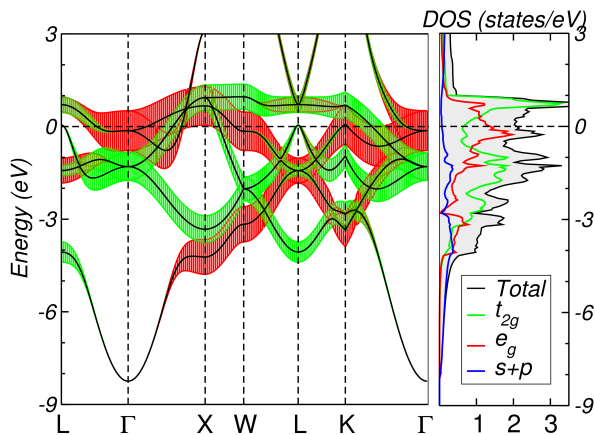 DOS (states/eV)
3
0
-3
-6
-9
Energy (eV)
L
Γ
X
W
L
K
Γ
3
0
-3
-6
-9
1
2
3
Total
t2g
eg
s+p